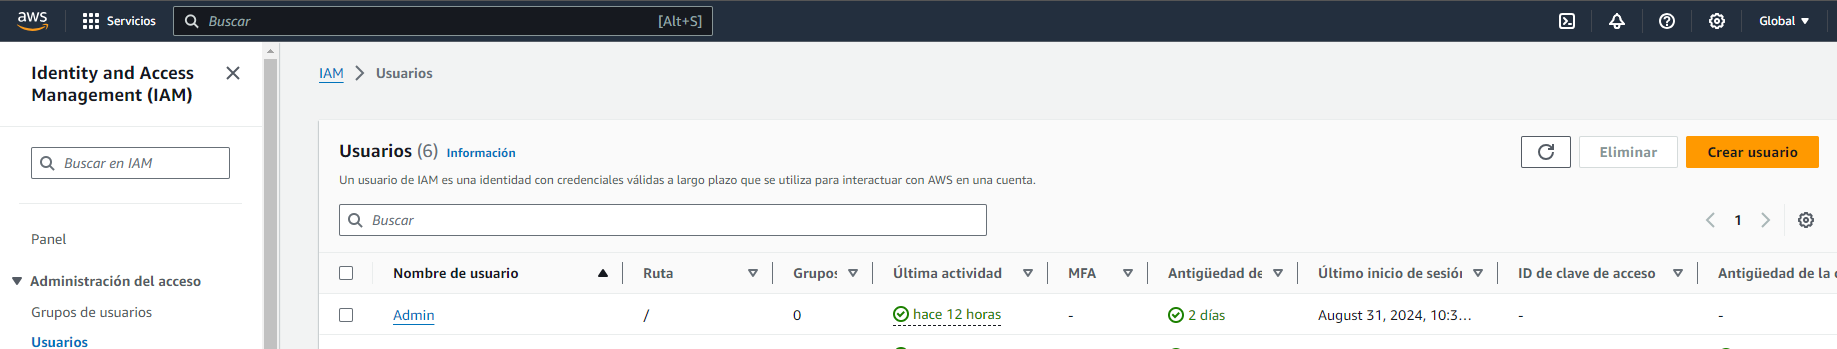 aws
Servicios
Buscar
[Alt+S]
Global
Identity and Access
Management (IAM)
Buscar en IAM
Panel
Administración del acceso
Grupos de usuarios
Usuarios
IAM
Usuarios
Usuarios (6) Información
Eliminar
Crear usuario
Un usuario de IAM es una identidad con credenciales válidas a largo plazo que se utiliza para interactuar con AWS en una cuenta.
Buscar
1
Nombre de usuario Ruta Grupos Última actividad MFA Antigüedad de Último inicio de sesión ID de clave de acceso Antigüedad de la
Admin / 0 hace 12 horas - 2 días August 31, 2024, 10:3... - -